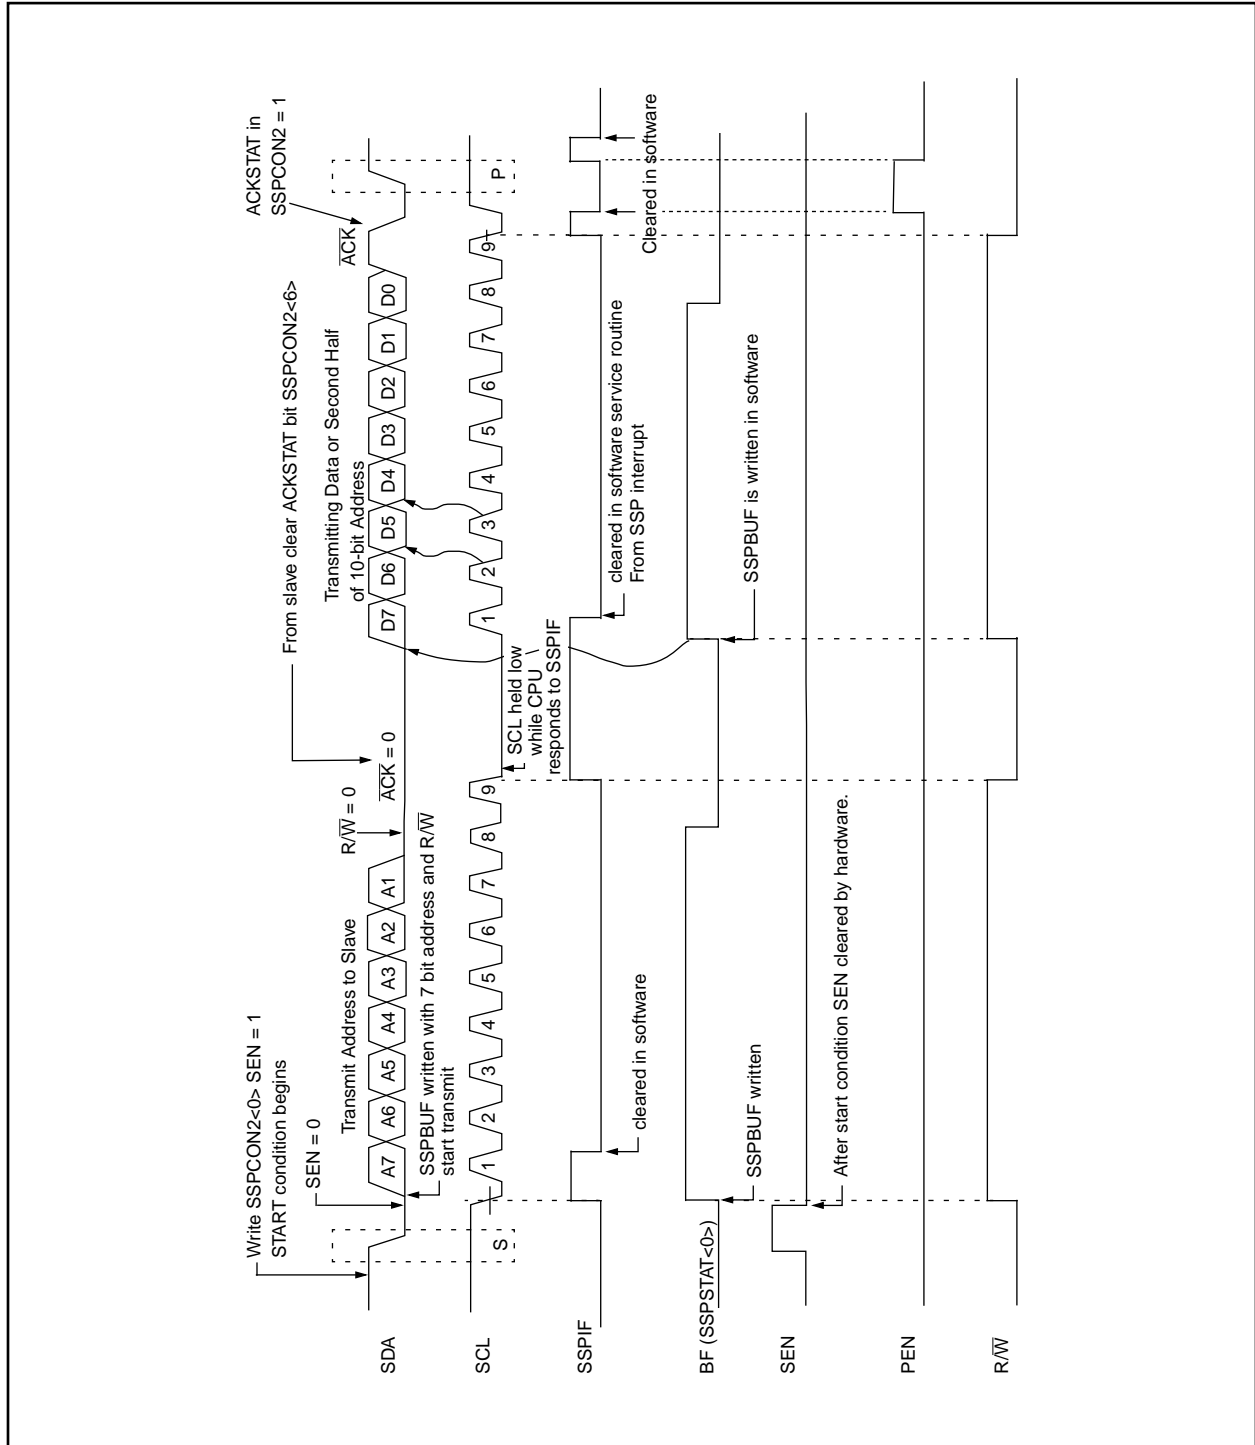 Write SSPCON2<0> SEN = 1
START condition begins
SEN = 0
From slave clear ACKSTAT bit SSPCON2<6>
ACKSTAT in
SSPCON2 = 1
Transmit Address to Slave
R/W = 0
ACK = 0
Transmitting Data or Second Half
of 10-bit Address
ACK
SDA
A7 A6 A5 A4 A3 A2 A1
D7 D6 D5 D4 D3 D2 D1 D0
SSPBUF written with 7 bit address and R/W
start transmit
SCL
S
1 2 3 4 5 6 7 8 9
1 2 3 4 5 6 7 8 9
P
SCL held low
while CPU
responds to SSPIF
SSPIF
cleared in software
cleared in software service routine
From SSP interrupt
Cleared in software
BF (SSPSTAT<0>)
SSPBUF written
SSPBUF is written in software
SEN
After start condition SEN cleared by hardware.
PEN
R/W